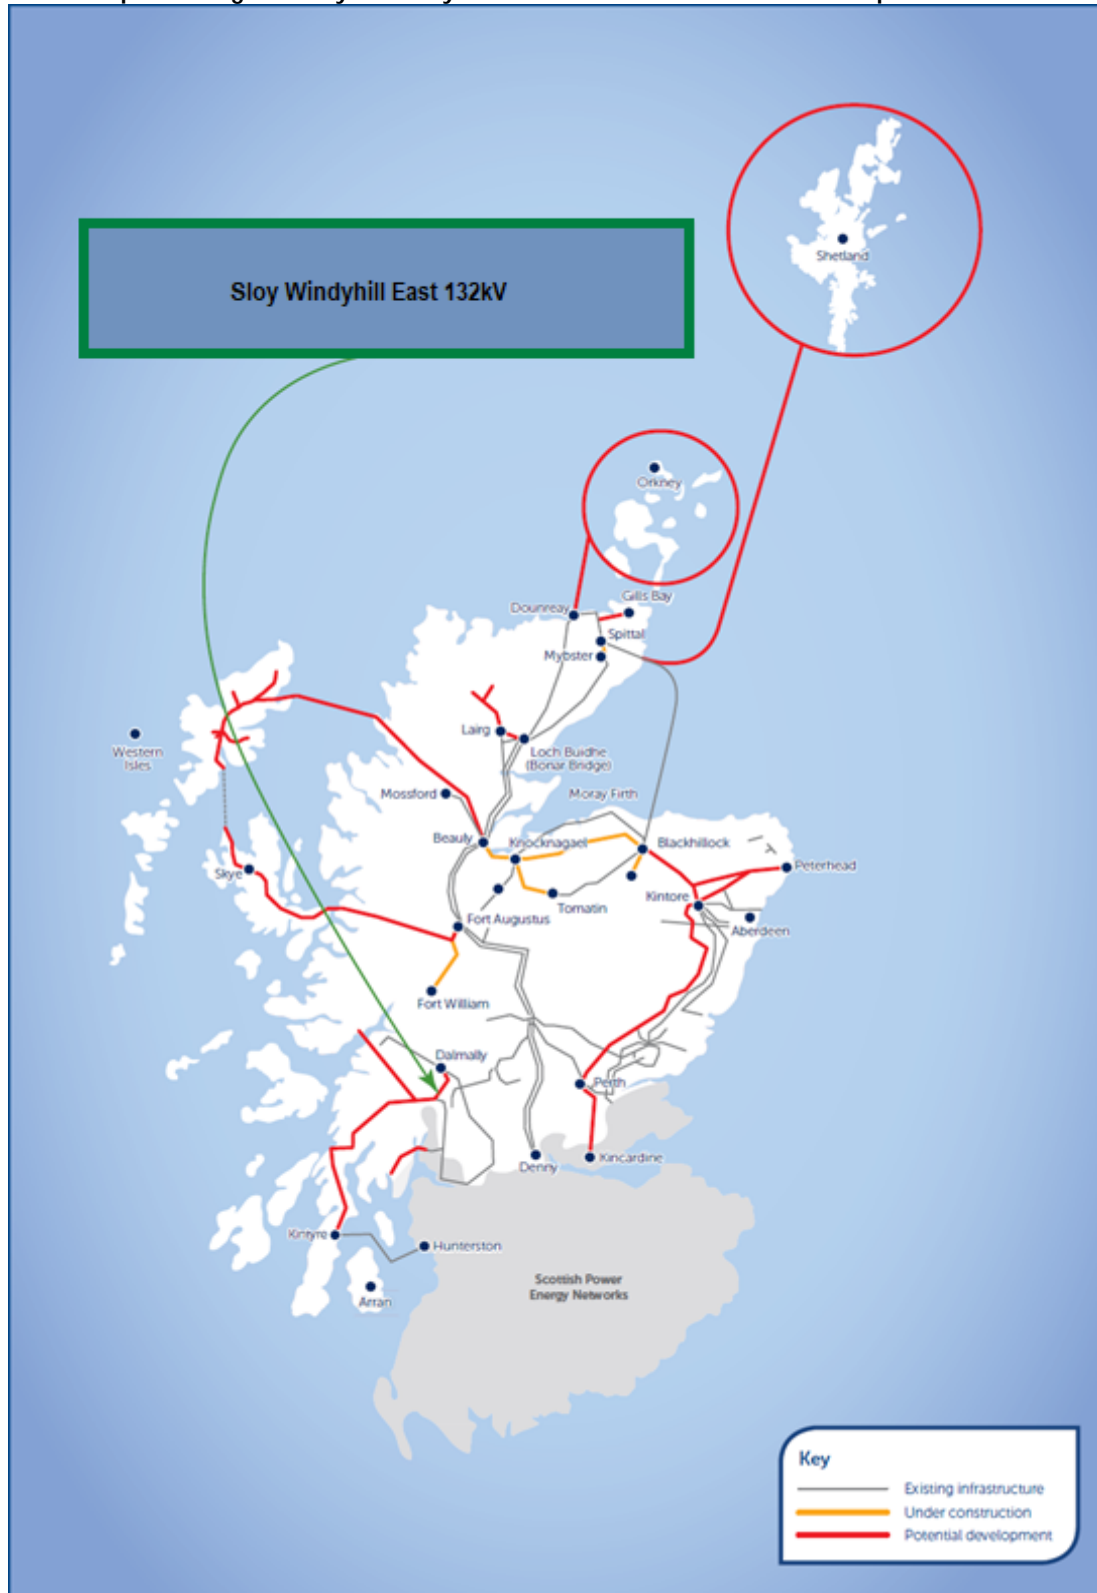 Sloy Windyhill East 132kV
Shetland
Orkney
Gills Bay
Dounreay
Spittal
Mybster
Lairg
Loch Buidhe
(Bonar Bridge)
Western
Isles
Mossford
Moray Firth
Beauly
Knocknagael
Blackhillock
Peterhead
Skye
Kintore
Tomatin
Fort Augustus
Aberdeen
Fort William
Dalmally
Perth
Denny
Kincardine
Kintyre
Hunterston
Arran
Scottish Power
Energy Networks
Key
Existing infrastructure
Under construction
Potential development